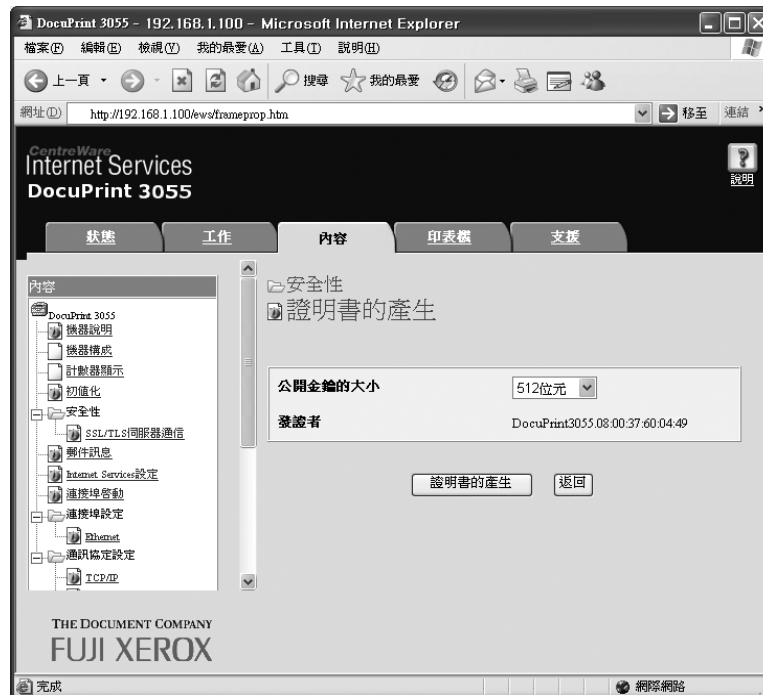 DocuPrint 3055 - 192.168.1.100 - Microsoft Internet Explorer
檔案(F) 編輯(E) 檢視(V) 我的最愛(A) 工具(T) 說明(H)
上一頁 搜尋 我的最愛
網址(D) http://192.168.1.100/ews/frameprop.htm 移至 連結
CentreWare
Internet Services
DocuPrint 3055
說明
狀態 工作 內容 印表機 支援
內容
DocuPrint 3055
機器說明
機器構成
計數器顯示
初值化
安全性
SSL/TLS伺服器通信
郵件訊息
Internet Services設定
連接埠啓動
連接埠設定
Ethernet
通訊協定設定
TCP/IP
安全性
證明書的產生
公開金鑰的大小 512位元
發證者 DocuPrint3055.08:00:37:60:04:49
證明書的產生 返回
THE DOCUMENT COMPANY
FUJI XEROX
完成 網際網路